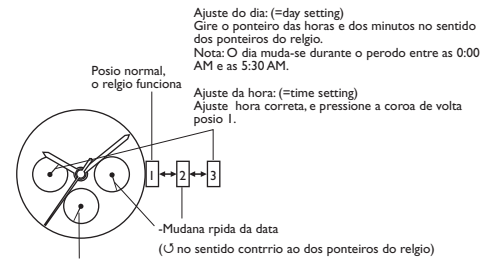 Ajuste do dia: (=day setting)
Gire o ponteiro das horas e dos minutos no sentido
dos ponteiros do relgio.
Nota: O dia muda-se durante o perodo entre as 0:00
AM e as 5:30 AM.
Posio normal,
o relgio funciona
Ajuste da hora: (=time setting)
Ajuste hora correta, e pressione a coroa de volta
posio 1.
1 2 3
-Mudana rpida da data
(↺ no sentido contrrio ao dos ponteiros do relgio)